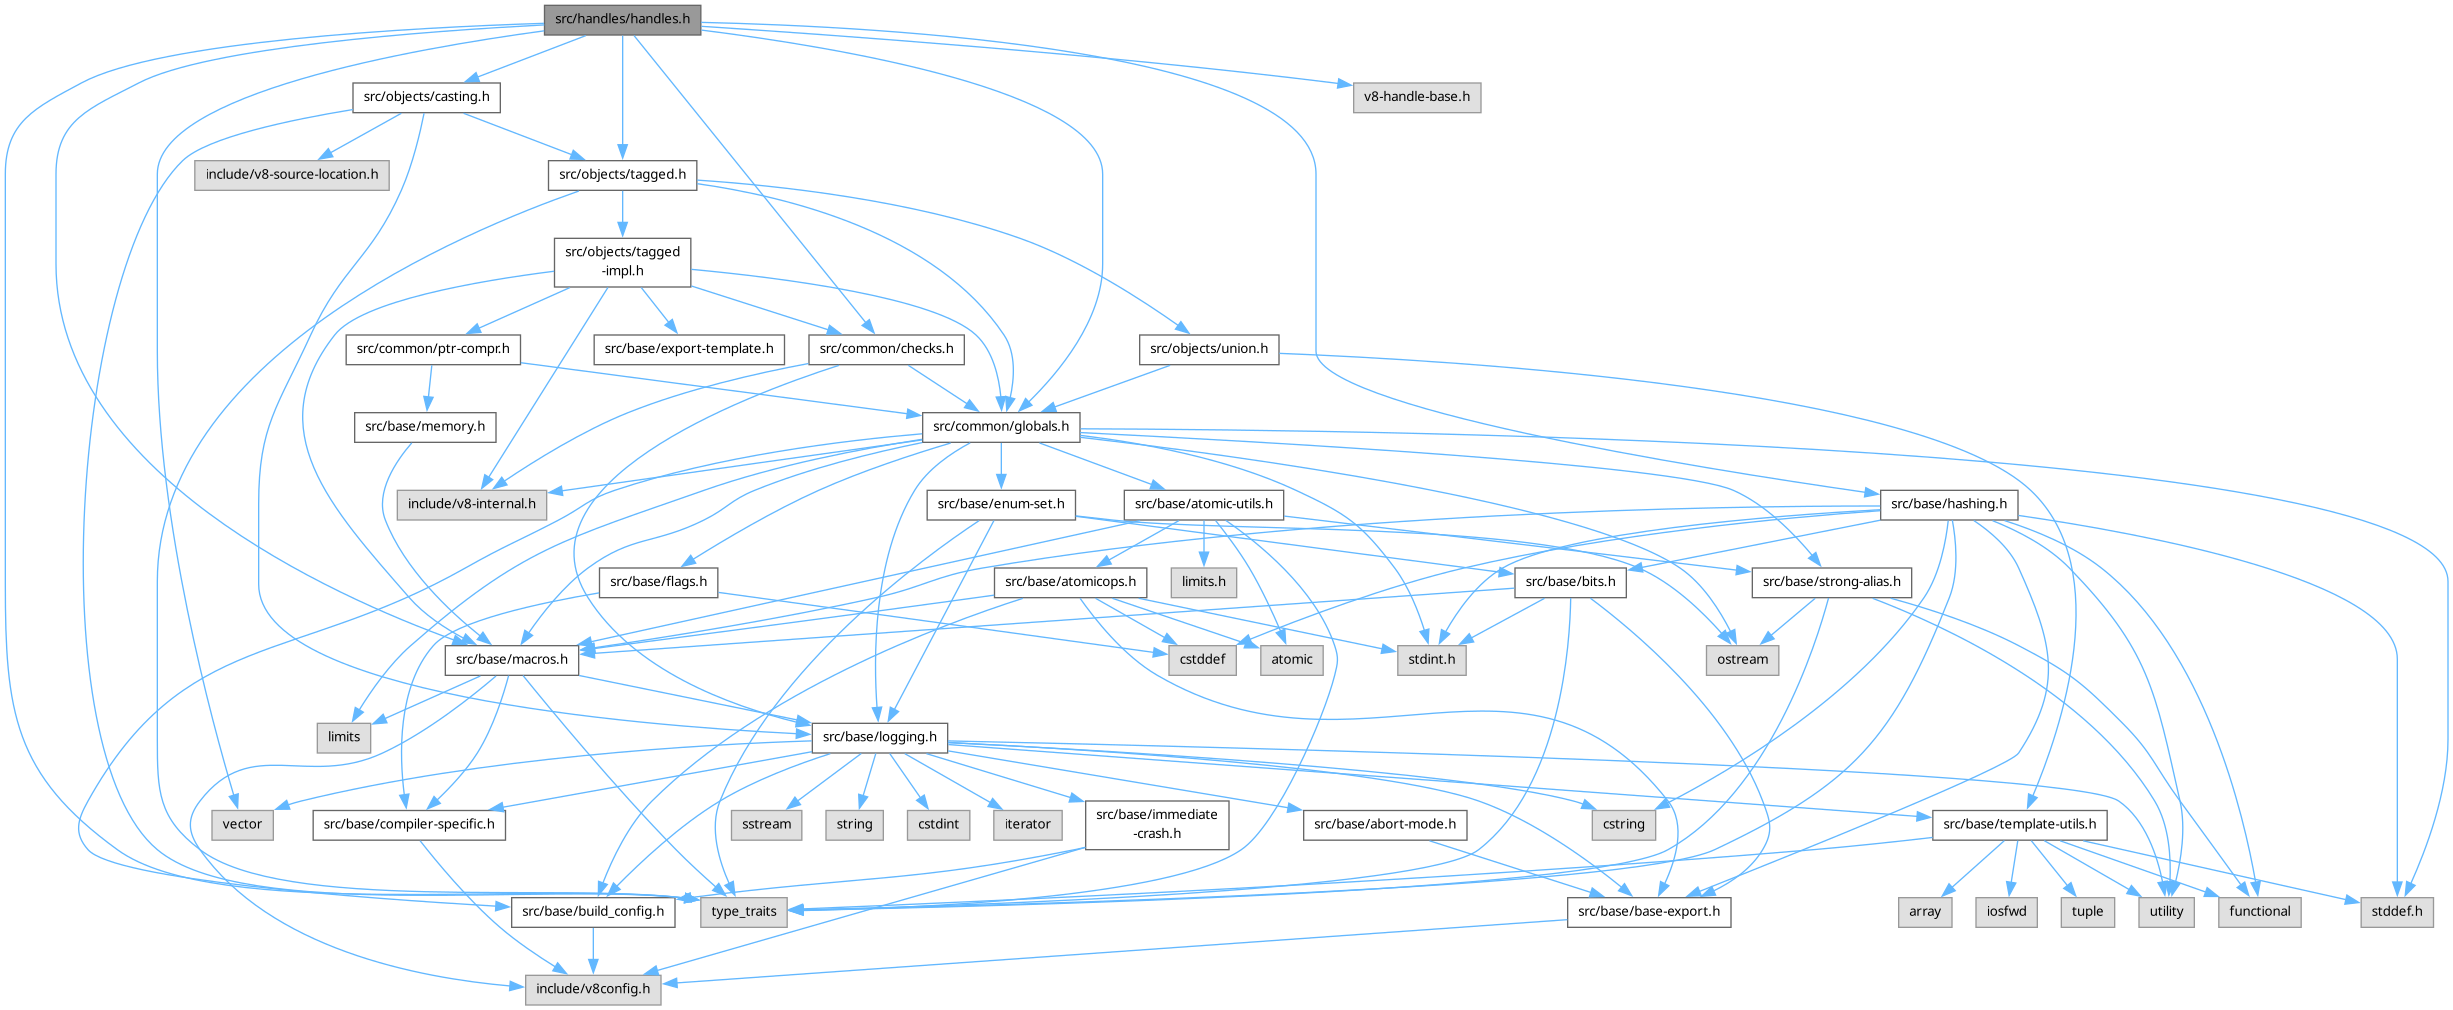 src/handles/handles.h
src/objects/casting.h
v8-handle-base.h
include/v8-source-location.h
src/objects/tagged.h
src/objects/tagged
-impl.h
src/common/ptr-compr.h
src/base/export-template.h
src/common/checks.h
src/objects/union.h
src/base/memory.h
src/common/globals.h
include/v8-internal.h
src/base/enum-set.h
src/base/atomic-utils.h
src/base/hashing.h
src/base/flags.h
src/base/atomicops.h
limits.h
src/base/bits.h
src/base/strong-alias.h
src/base/macros.h
cstddef
atomic
stdint.h
ostream
limits
src/base/logging.h
vector
src/base/compiler-specific.h
sstream
string
cstdint
iterator
src/base/immediate
-crash.h
src/base/abort-mode.h
cstring
src/base/template-utils.h
src/base/build_config.h
type_traits
src/base/base-export.h
array
iosfwd
tuple
utility
functional
stddef.h
include/v8config.h